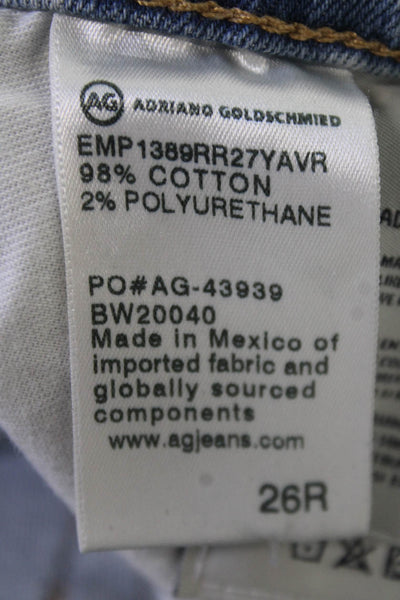 AG ADRIANO GOLDSCHMIED
EMP1389RR27YAVR
98% COTTON
2% POLYURETHANE
PO#AG-43939
BW20040
Made in Mexico of
imported fabric and
globally sourced
components
www.agjeans.com
26R